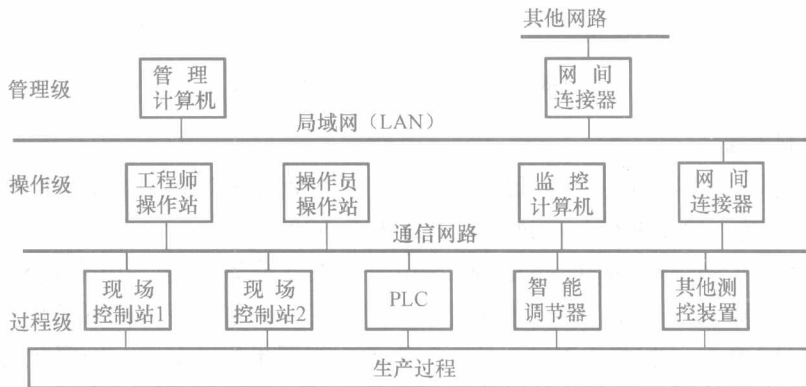 其他网路
管理级
管 理
计算机
网 间
连接器
局域网（LAN）
操作级
工程师
操作站
操作员
操作站
监 控
计算机
网 间
连接器
通信网路
过程级
现 场
控制站1
现 场
控制站2
PLC
智 能
调节器
其他测
控装置
生产过程